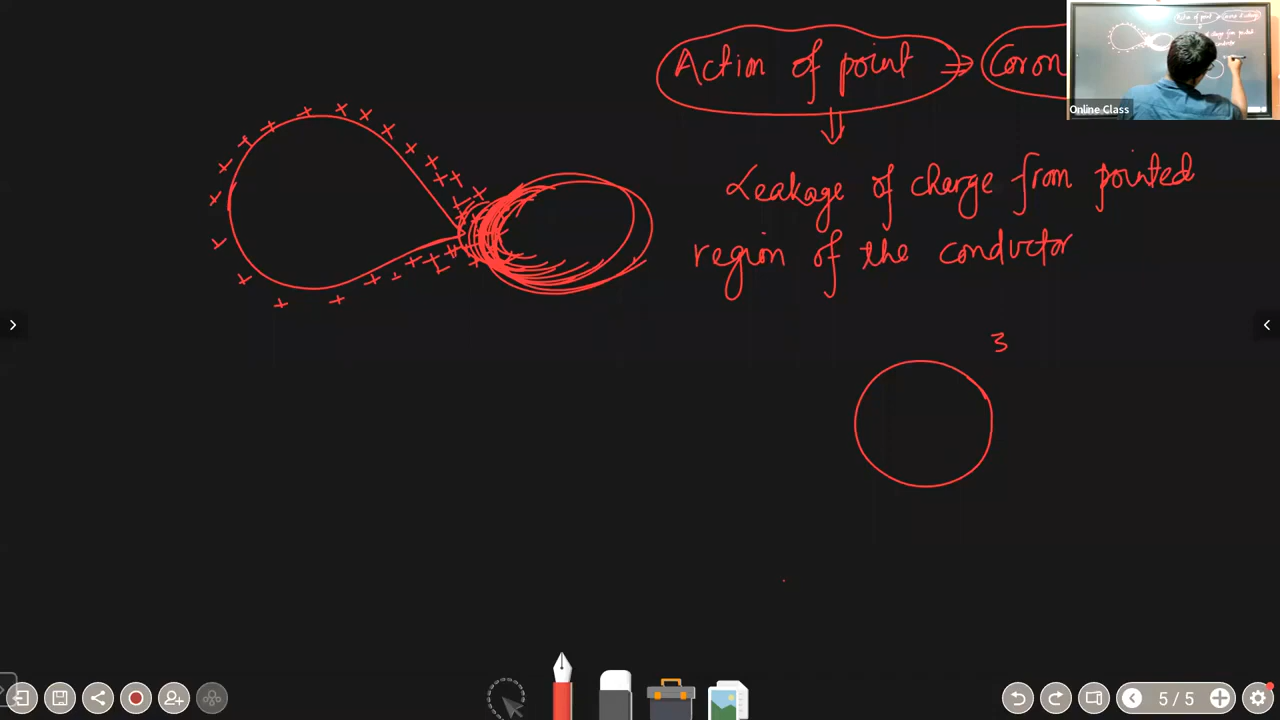 Action of point ⇒ Coron
⇓
Leakage of charge from pointed
region of the conductor
3
Online Class
5/5